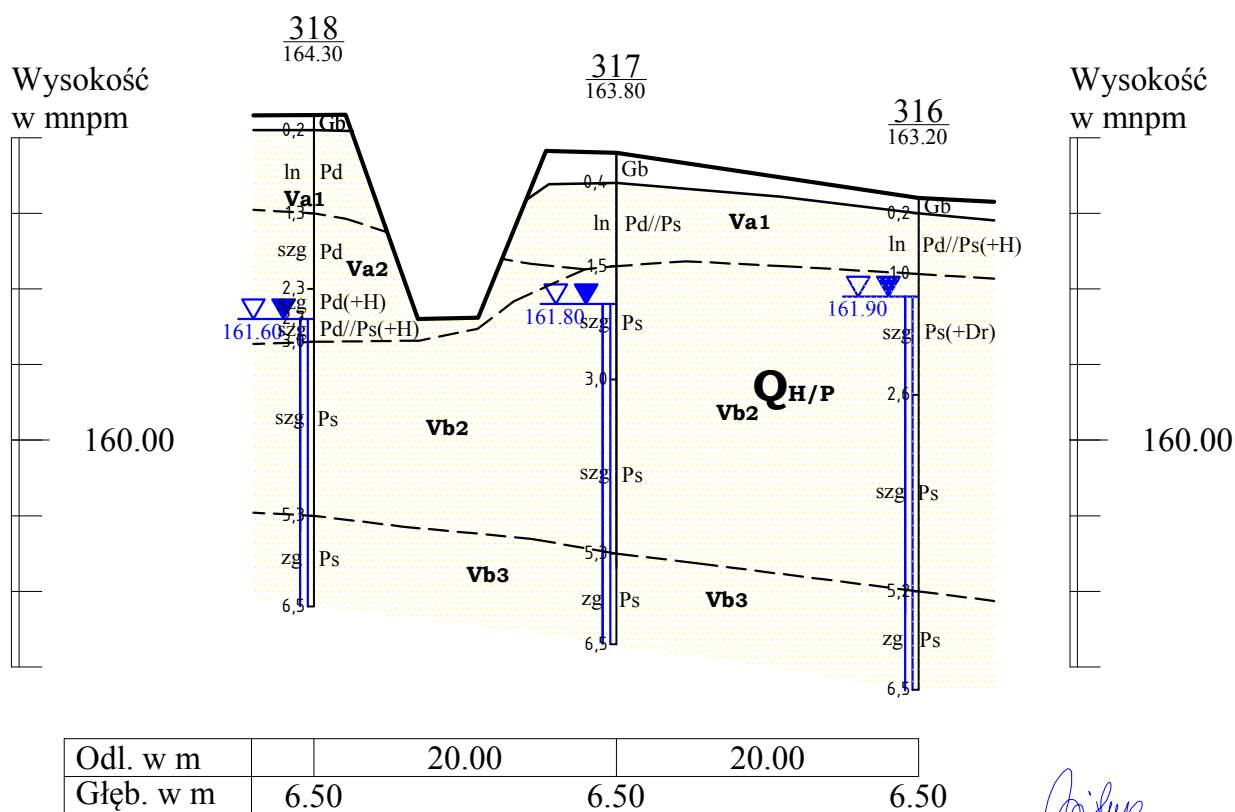 318
164.30
317
163.80
316
163.20
Wysokość
w mnpm
Wysokość
w mnpm
0,2 Gb
ln Pd
Va1
1,3
szg Pd
Va2
2,3
szg Pd(+H)
161.60
szg Pd//Ps(+H)
3,0
szg Ps
5,3
zg Ps
6,5
Gb
0,4
ln Pd//Ps
Va1
1,5
161.80
szg Ps
3,0
szg Ps
5,3
zg Ps
6,5
Gb
0,2
ln Pd//Ps(+H)
1,0
161.90
szg Ps(+Dr)
2,6
szg Ps
5,2
zg Ps
6,5
QH/P
Vb2
Vb2
Vb3
Vb3
160.00
160.00
Odl. w m 20.00 20.00
Głęb. w m 6.50 6.50 6.50